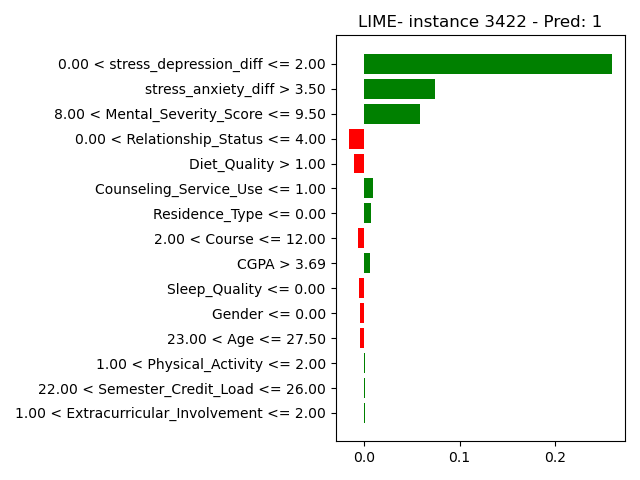 LIME- instance 3422 - Pred: 1
0.00 < stress_depression_diff <= 2.00
stress_anxiety_diff > 3.50
8.00 < Mental_Severity_Score <= 9.50
0.00 < Relationship_Status <= 4.00
Diet_Quality > 1.00
Counseling_Service_Use <= 1.00
Residence_Type <= 0.00
2.00 < Course <= 12.00
CGPA > 3.69
Sleep_Quality <= 0.00
Gender <= 0.00
23.00 < Age <= 27.50
1.00 < Physical_Activity <= 2.00
22.00 < Semester_Credit_Load <= 26.00
1.00 < Extracurricular_Involvement <= 2.00
0.0 0.1 0.2